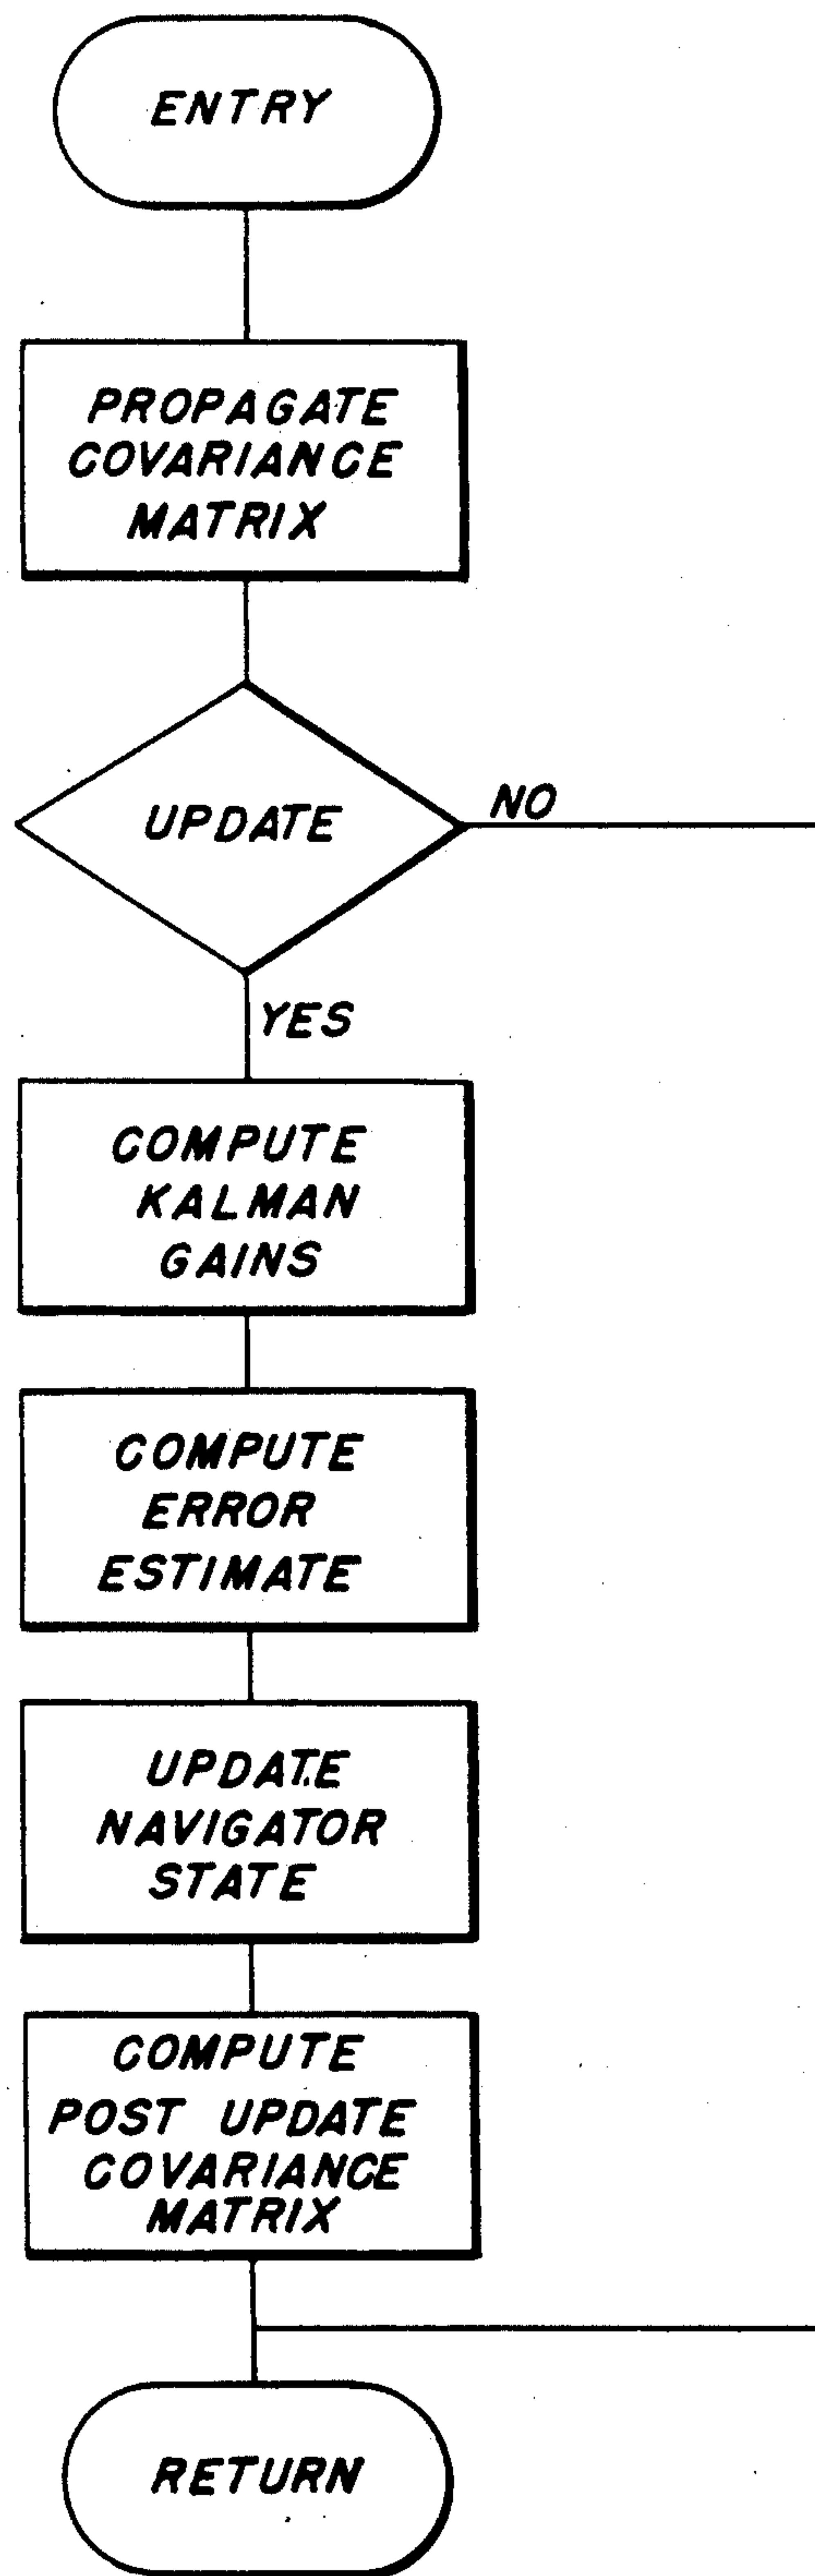 ENTRY
PROPAGATE
COVARIANCE
MATRIX
UPDATE
NO
YES
COMPUTE
KALMAN
GAINS
COMPUTE
ERROR
ESTIMATE
UPDATE
NAVIGATOR
STATE
COMPUTE
POST UPDATE
COVARIANCE
MATRIX
RETURN